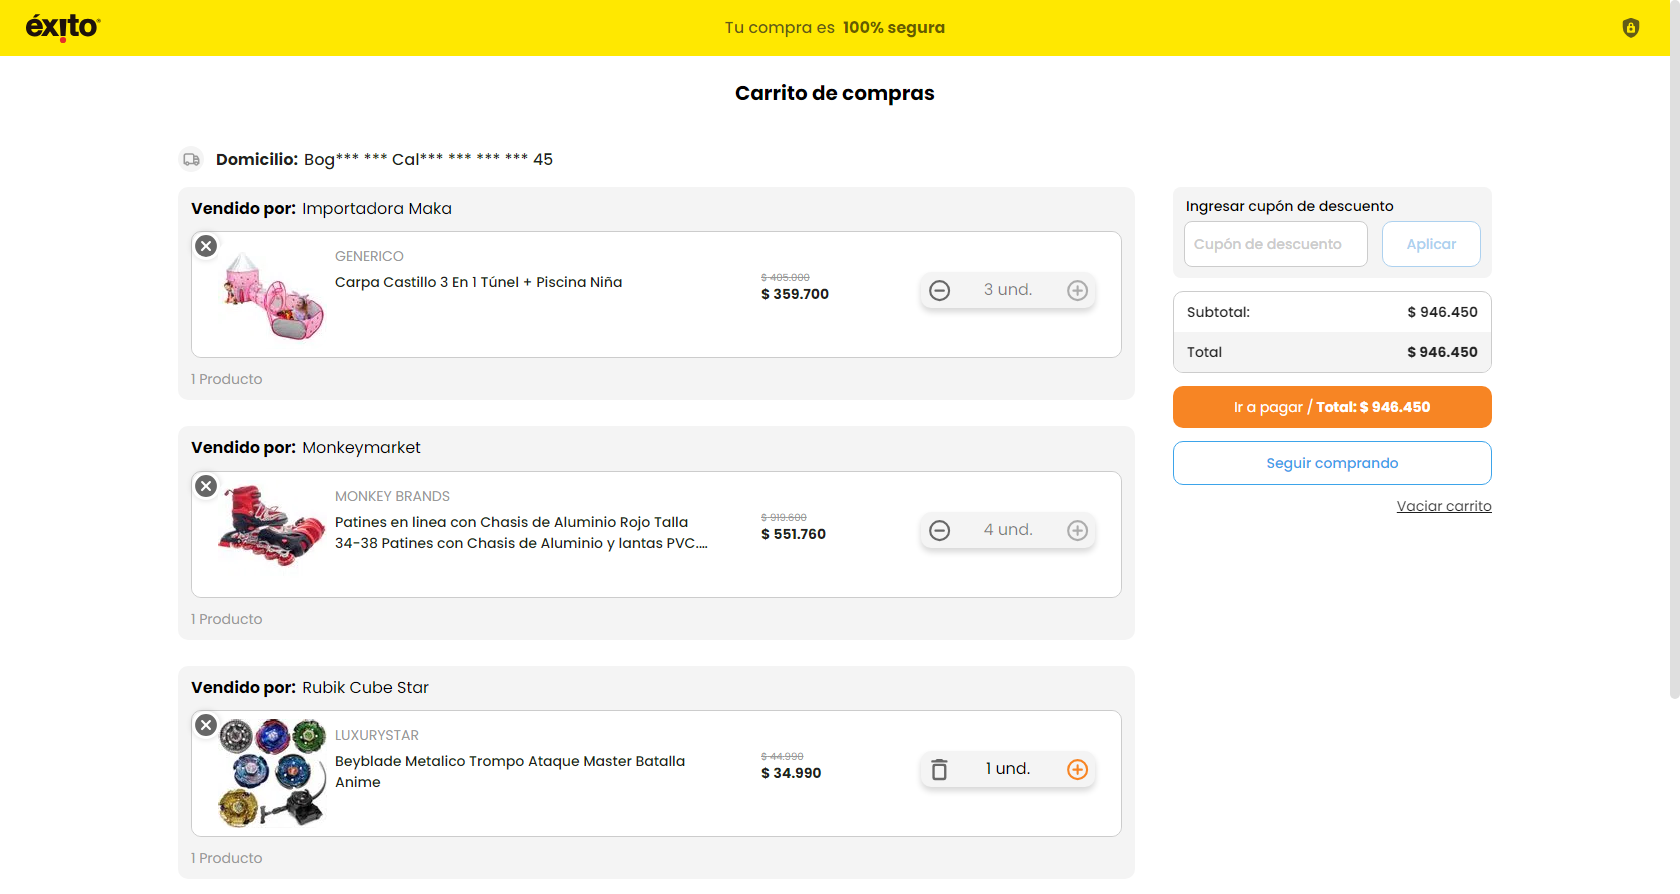 éxito
Tu compra es 100% segura
Carrito de compras
Domicilio: Bog*** *** Cal*** *** *** *** 45
Vendido por: Importadora Maka
GENERICO
Carpa Castillo 3 En 1 Túnel + Piscina Niña
$ 405.000
$ 359.700
3 und.
1 Producto
Vendido por: Monkeymarket
MONKEY BRANDS
Patines en linea con Chasis de Aluminio Rojo Talla
34-38 Patines con Chasis de Aluminio y lantas PVC....
$ 919.600
$ 551.760
4 und.
1 Producto
Vendido por: Rubik Cube Star
LUXURYSTAR
Beyblade Metalico Trompo Ataque Master Batalla
Anime
$ 44.990
$ 34.990
1 und.
1 Producto
Ingresar cupón de descuento
Cupón de descuento
Aplicar
Subtotal: $ 946.450
Total $ 946.450
Ir a pagar / Total: $ 946.450
Seguir comprando
Vaciar carrito